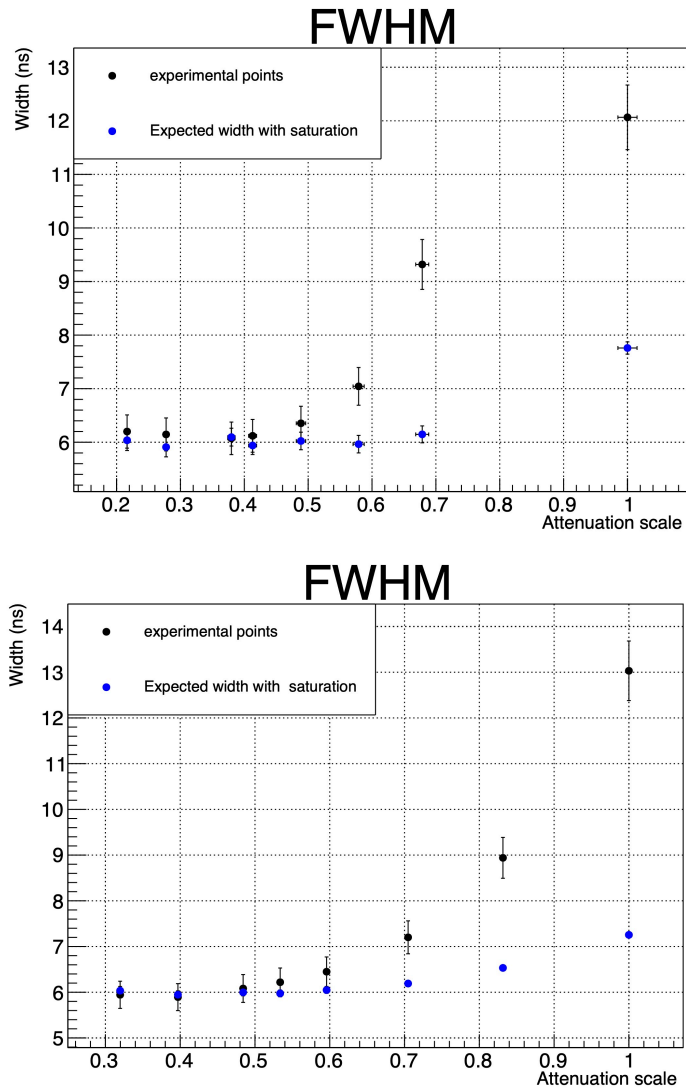 FWHM
Width (ns)
experimental points
Expected width with saturation
13
12
11
10
9
8
7
6
0.2 0.3 0.4 0.5 0.6 0.7 0.8 0.9 1
Attenuation scale
FWHM
Width (ns)
experimental points
Expected width with saturation
14
13
12
11
10
9
8
7
6
5
0.3 0.4 0.5 0.6 0.7 0.8 0.9 1
Attenuation scale